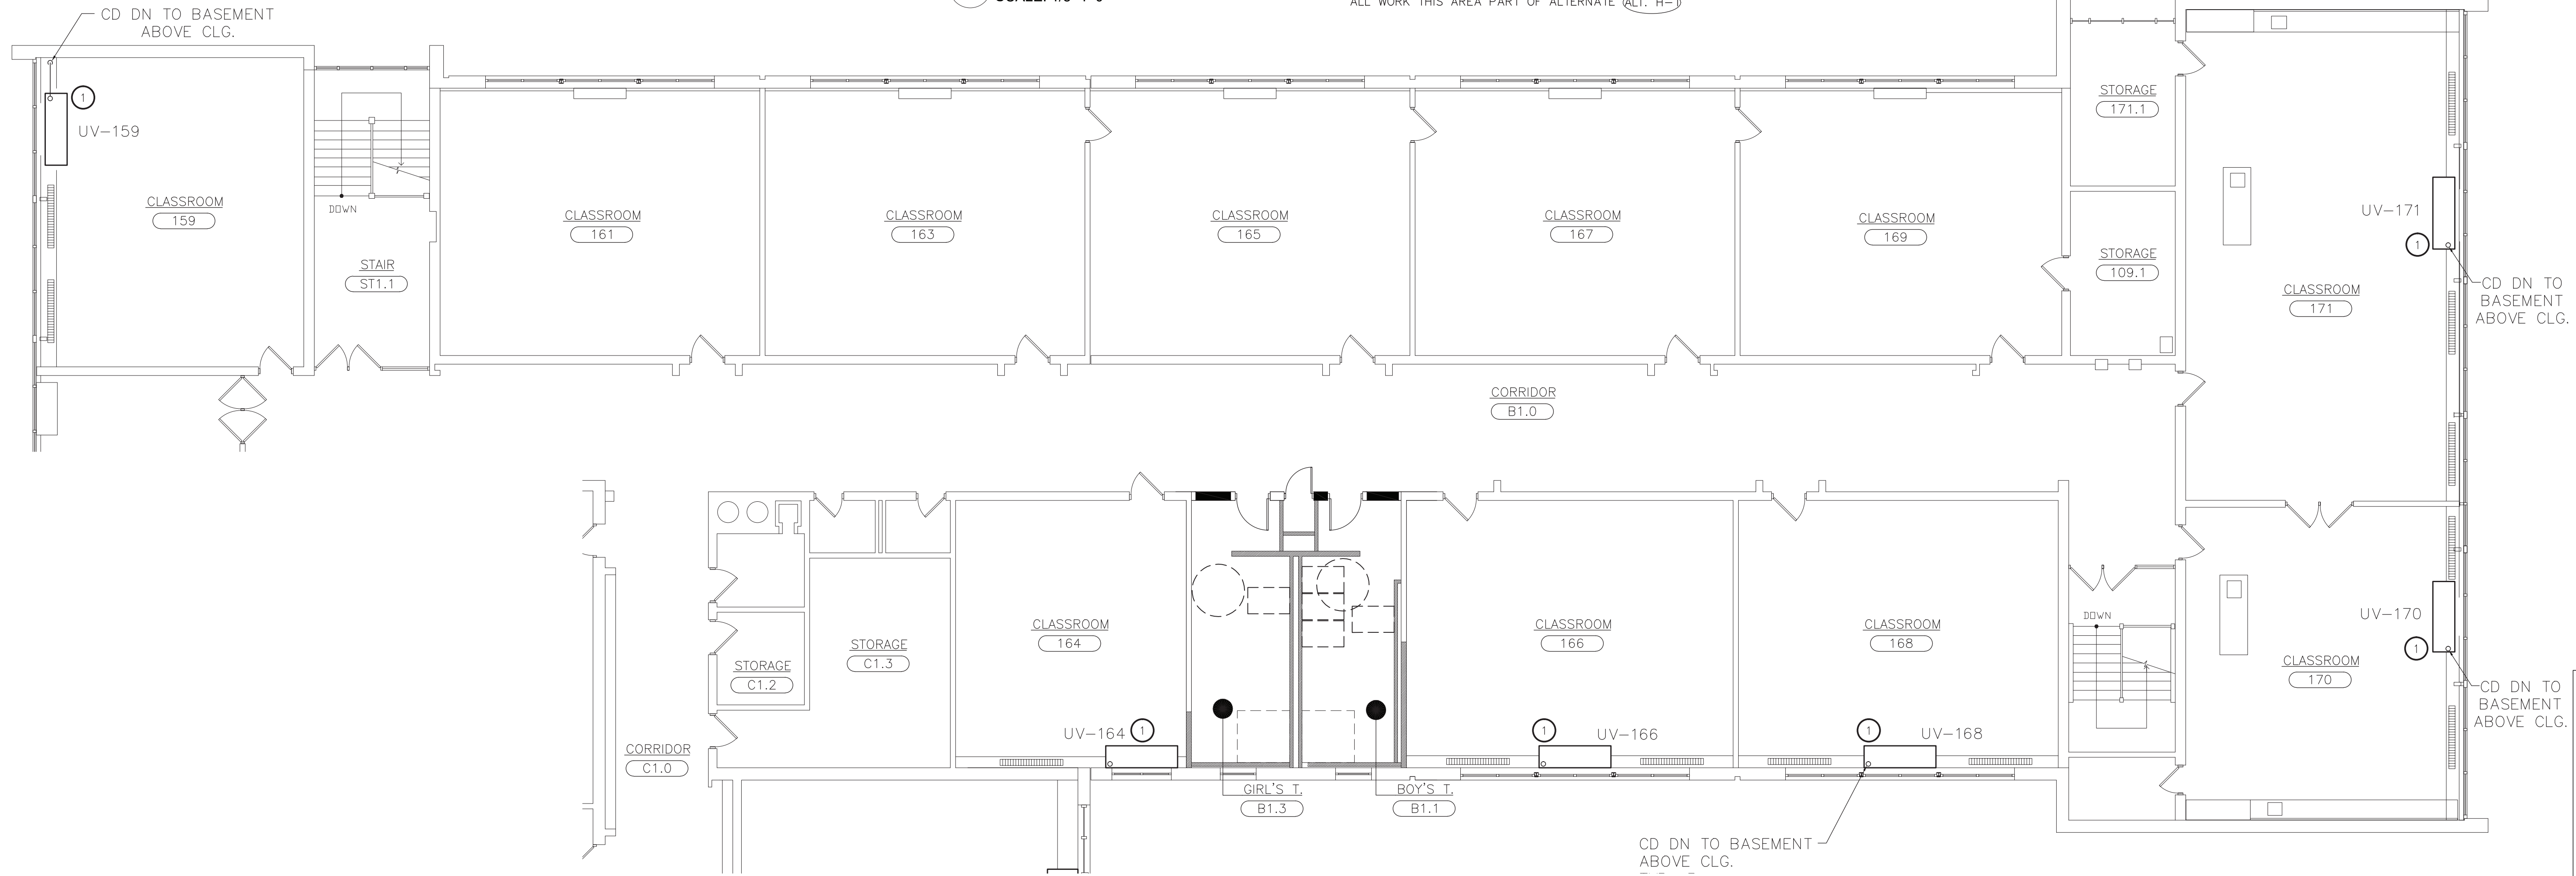 ALL WORK THIS AREA PART OF ALTERNATE ALT. H-1
CD DN TO BASEMENT
ABOVE CLG.
1
UV-159
CLASSROOM
159
DOWN
STAIR
ST1.1
CLASSROOM
161
CLASSROOM
163
CLASSROOM
165
CLASSROOM
167
CLASSROOM
169
STORAGE
171.1
STORAGE
109.1
UV-171
1
CLASSROOM
171
CD DN TO
BASEMENT
ABOVE CLG.
CORRIDOR
B1.0
CORRIDOR
C1.0
STORAGE
C1.2
STORAGE
C1.3
CLASSROOM
164
UV-164
1
GIRL'S T.
B1.3
BOY'S T.
B1.1
CLASSROOM
166
1
UV-166
CLASSROOM
168
1
UV-168
DOWN
UV-170
1
CLASSROOM
170
CD DN TO
BASEMENT
ABOVE CLG.
CD DN TO BASEMENT
ABOVE CLG.